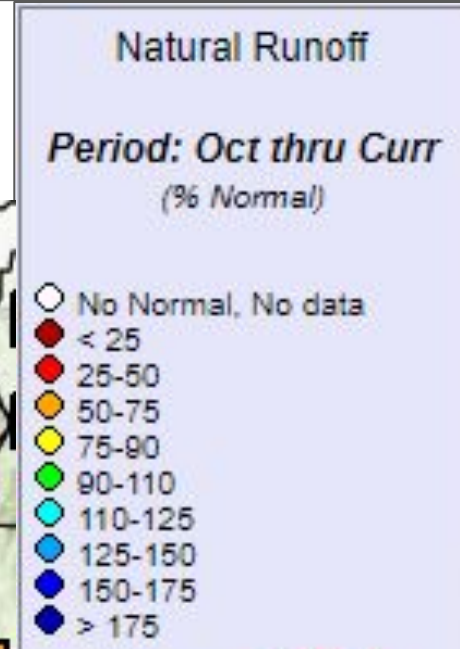 Natural Runoff
Period: Oct thru Curr
(% Normal)
No Normal, No data
< 25
25-50
50-75
75-90
90-110
110-125
125-150
150-175
> 175